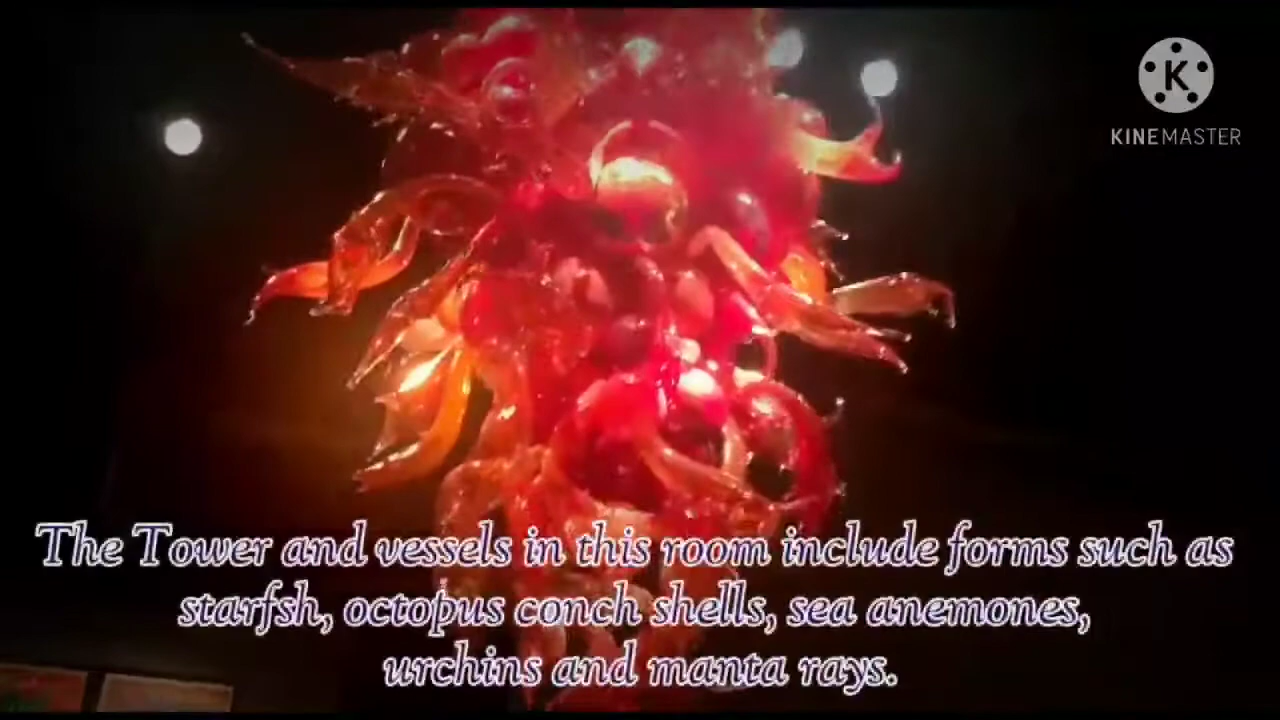 KINEMASTER
The Tower and vessels in this room include forms such as
starfsh, octopus conch shells, sea anemones,
urchins and manta rays.